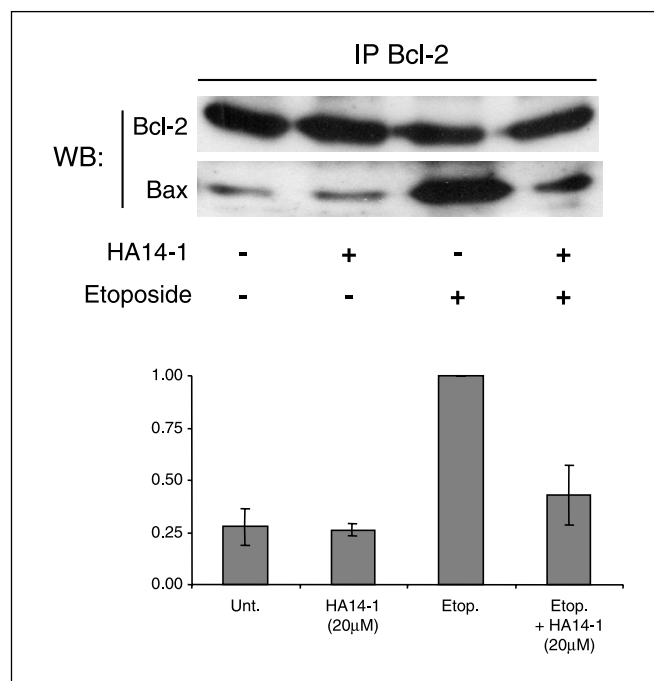 IP Bcl-2
WB:
Bcl-2
Bax
HA14-1 - + - +
Etoposide - - + +
1.00
0.75
0.50
0.25
0.00
Unt.
HA14-1
(20µM)
Etop.
Etop.
+ HA14-1
(20µM)